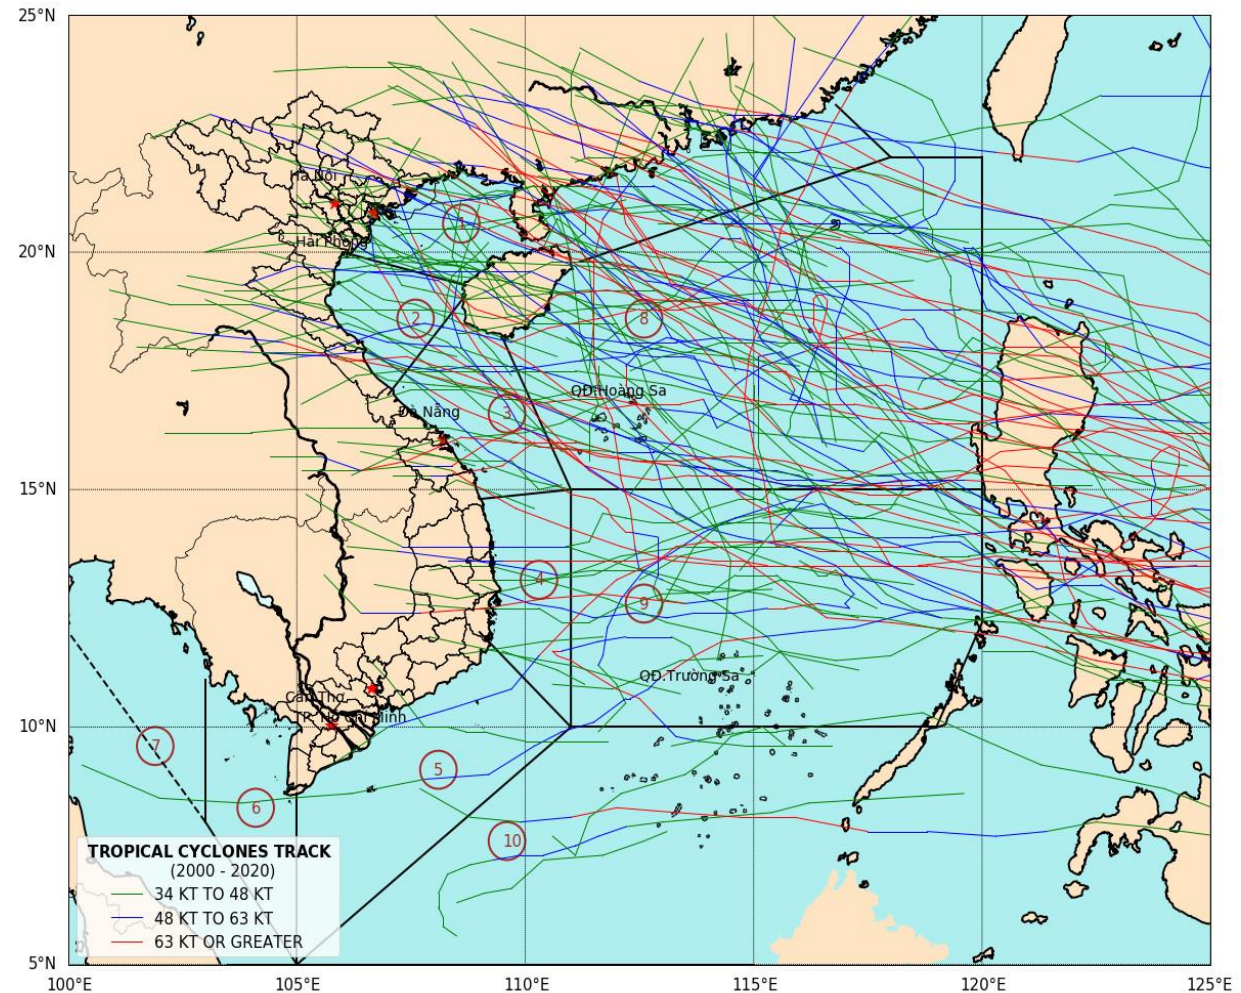 25°N
Hà Nội
1
Hải Phòng
20°N
2
8
QĐ.Hoàng Sa
3
Đà Nẵng
15°N
4
9
QĐ.Trường Sa
Cần Thơ
TP. Hồ Chí Minh
10°N
7
5
6
10
TROPICAL CYCLONES TRACK
(2000 - 2020)
34 KT TO 48 KT
48 KT TO 63 KT
63 KT OR GREATER
5°N
100°E 105°E 110°E 115°E 120°E 125°E